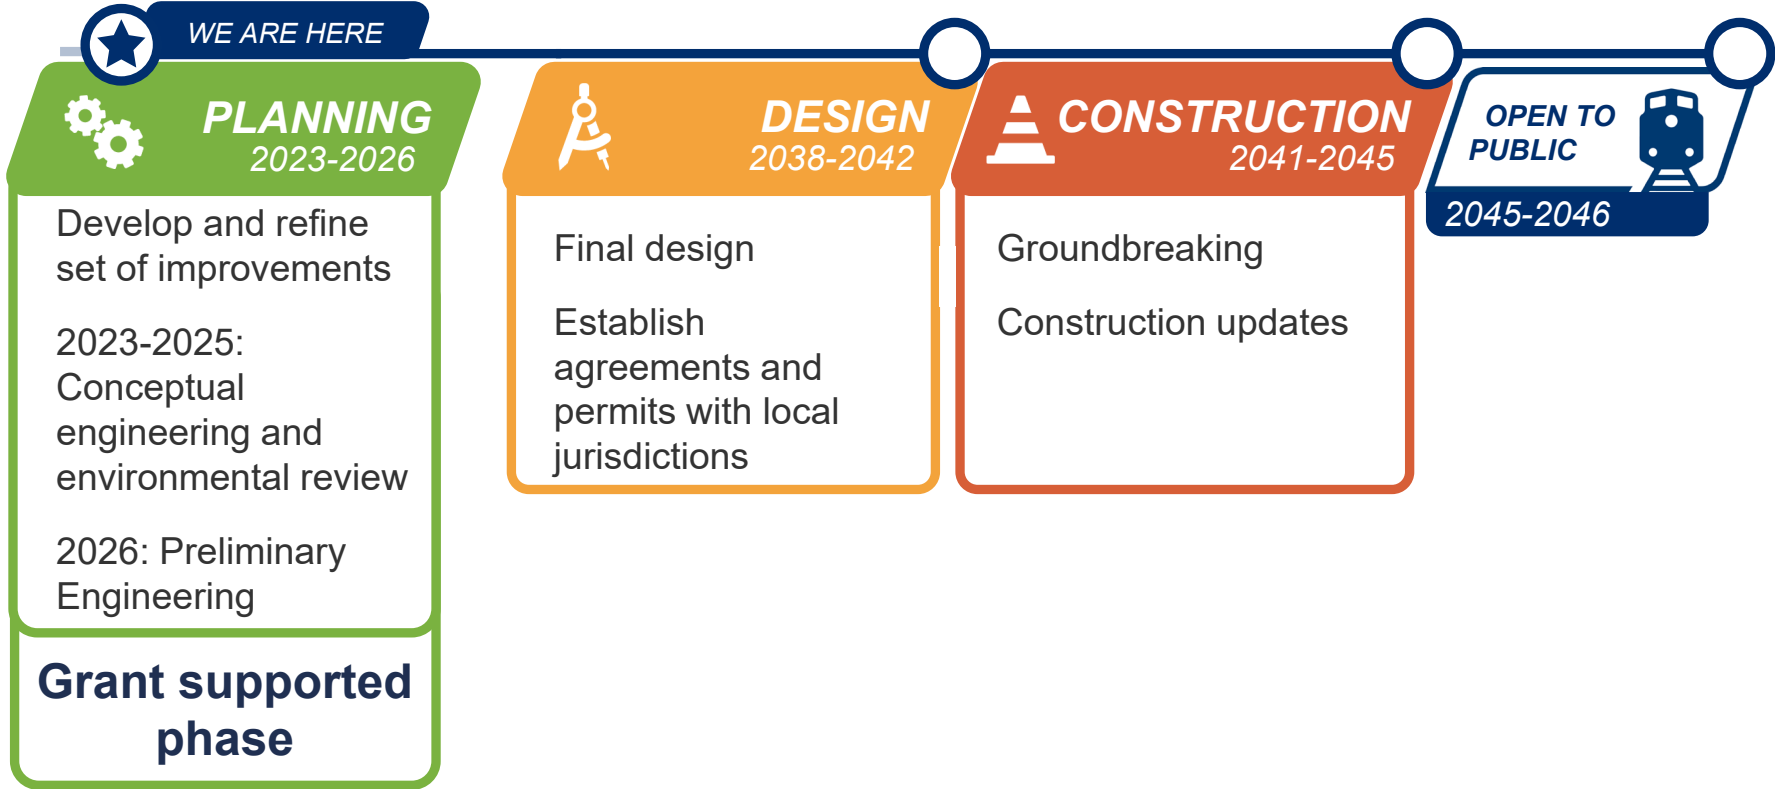 WE ARE HERE
PLANNING
2023-2026
Develop and refine
set of improvements
2023-2025:
Conceptual
engineering and
environmental review
2026: Preliminary
Engineering
Grant supported
phase
DESIGN
2038-2042
Final design
Establish
agreements and
permits with local
jurisdictions
CONSTRUCTION
2041-2045
Groundbreaking
Construction updates
OPEN TO
PUBLIC
2045-2046